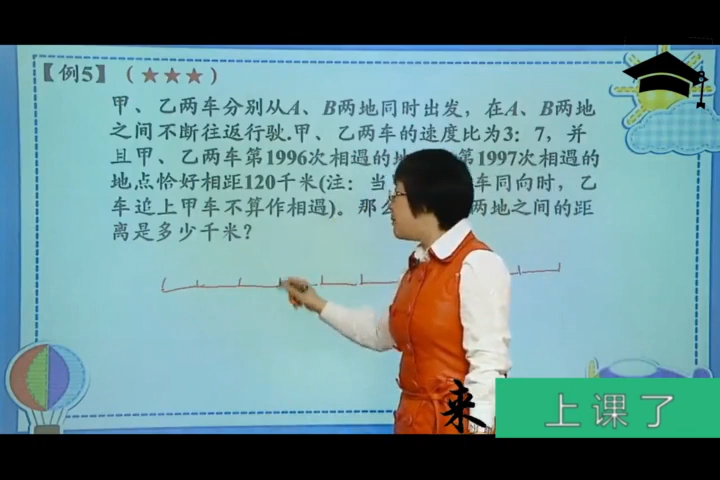 【例5】（★★★）
甲、乙两车分别从A、B两地同时出发，在A、B两地
之间不断往返行驶.甲、乙两车的速度比为3：7，并
且甲、乙两车第1996次相遇的地 第1997次相遇的
地点恰好相距120千米(注：当 车同向时，乙
车追上甲车不算作相遇)。那么 两地之间的距
离是多少千米？
来
上课了